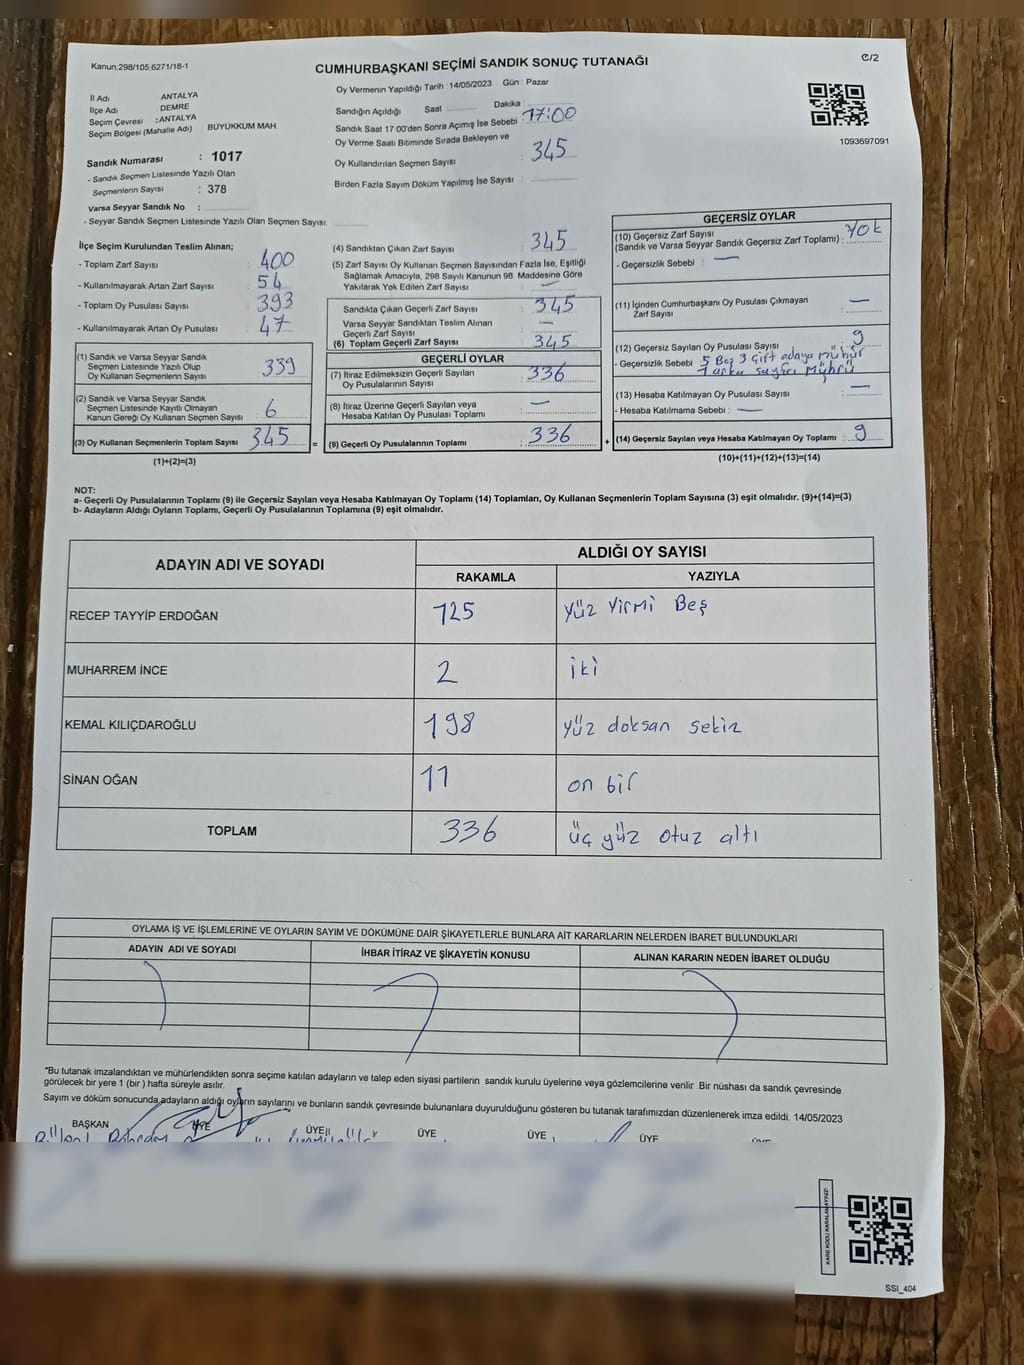 Kanun;298/105,6271/18-1
CUMHURBAŞKANI SEÇİMİ SANDIK SONUÇ TUTANAĞI
C/2
İl Adı ANTALYA
İlçe Adı DEMRE
Seçim Çevresi : ANTALYA
Seçim Bölgesi (Mahalle Adı) BÜYÜKKUM MAH.
Sandık Numarası : 1017
- Sandık Seçmen Listesinde Yazılı Olan
Seçmenlerin Sayısı : 378
Varsa Seyyar Sandık No :
- Seyyar Sandık Seçmen Listesinde Yazılı Olan Seçmen Sayısı:
Oy Vermenin Yapıldığı Tarih :14/05/2023 Gün : Pazar
Sandığın Açıldığı Saat Dakika
Sandık Saat 17.00'den Sonra Açımış İse Sebebi : 17:00
Oy Verme Saati Bitiminde Sırada Bekleyen ve
Oy Kullandırılan Seçmen Sayısı : 345
Birden Fazla Sayım Döküm Yapılmış İse Sayısı :
1093697091
İlçe Seçim Kurulundan Teslim Alınan;
- Toplam Zarf Sayısı : 400
- Kullanılmayarak Artan Zarf Sayısı : 54
- Toplam Oy Pusulası Sayısı : 393
- Kullanılmayarak Artan Oy Pusulası : 47
(1) Sandık ve Varsa Seyyar Sandık
Seçmen Listesinde Yazılı Olup
Oy Kullanan Seçmenlerin Sayısı : 339
(2) Sandık ve Varsa Seyyar Sandık
Seçmen Listesinde Kayıtlı Olmayan
Kanun Gereği Oy Kullanan Seçmen Sayısı : 6
(3) Oy Kullanan Seçmenlerin Toplam Sayısı : 345 =
(1)+(2)=(3)
(4) Sandıktan Çıkan Zarf Sayısı : 345
(5) Zarf Sayısı Oy Kullanan Seçmen Sayısından Fazla İse, Eşitliği
Sağlamak Amacıyla, 298 Sayılı Kanunun 98. Maddesine Göre
Yakılarak Yok Edilen Zarf Sayısı : —
Sandıkta Çıkan Geçerli Zarf Sayısı : 345
Varsa Seyyar Sandıktan Teslim Alınan
Geçerli Zarf Sayısı : —
(6) Toplam Geçerli Zarf Sayısı : 345
GEÇERLİ OYLAR
(7) İtiraz Edilmeksizin Geçerli Sayılan
Oy Pusulalarının Sayısı : 336
(8) İtiraz Üzerine Geçerli Sayılan veya
Hesaba Katılan Oy Pusulası Toplamı : —
(9) Geçerli Oy Pusulalarının Toplamı : 336 +
GEÇERSİZ OYLAR
(10) Geçersiz Zarf Sayısı
(Sandık ve Varsa Seyyar Sandık Geçersiz Zarf Toplamı) : Yok
- Geçersizlik Sebebi : —
(11) İçinden Cumhurbaşkanı Oy Pusulası Çıkmayan
Zarf Sayısı : —
(12) Geçersiz Sayılan Oy Pusulası Sayısı : 9
- Geçersizlik Sebebi : 5 Boş 3 Çift adaya Mühür
1 arka sayfa Mührü
(13) Hesaba Katılmayan Oy Pusulası Sayısı : —
- Hesaba Katılmama Sebebi : —
(14) Geçersiz Sayılan veya Hesaba Katılmayan Oy Toplamı : 9
(10)+(11)+(12)+(13)=(14)
NOT:
a- Geçerli Oy Pusulalarının Toplamı (9) ile Geçersiz Sayılan veya Hesaba Katılmayan Oy Toplamı (14) Toplamları, Oy Kullanan Seçmenlerin Toplam Sayısına (3) eşit olmalıdır. (9)+(14)=(3)
b- Adayların Aldığı Oyların Toplamı, Geçerli Oy Pusulalarının Toplamına (9) eşit olmalıdır.
ADAYIN ADI VE SOYADI ALDIĞI OY SAYISI
RAKAMLA YAZIYLA
RECEP TAYYİP ERDOĞAN 125 Yüz Yirmi Beş
MUHARREM İNCE 2 iki
KEMAL KILIÇDAROĞLU 198 yüz doksan sekiz
SİNAN OĞAN 11 on bir
TOPLAM 336 üç yüz otuz altı
OYLAMA İŞ VE İŞLEMLERİNE VE OYLARIN SAYIM VE DÖKÜMÜNE DAİR ŞİKAYETLERLE BUNLARA AİT KARARLARIN NELERDEN İBARET BULUNDUKLARI
ADAYIN ADI VE SOYADI İHBAR İTİRAZ VE ŞİKAYETİN KONUSU ALINAN KARARIN NEDEN İBARET OLDUĞU
*Bu tutanak imzalandıktan ve mühürlendikten sonra seçime katılan adayların ve talep eden siyasi partilerin sandık kurulu üyelerine veya gözlemcilerine verilir .Bir nüshası da sandık çevresinde
görülecek bir yere 1 (bir ) hafta süreyle asılır.
Sayım ve döküm sonucunda adayların aldığı oyların sayılarını ve bunların sandık çevresinde bulunanlara duyurulduğunu gösteren bu tutanak tarafımızdan düzenlenerek imza edildi. 14/05/2023
BAŞKAN ÜYE ÜYE ÜYE ÜYE ÜYE
KARE KODU KARALAMAYINIZ!
SSİ_404